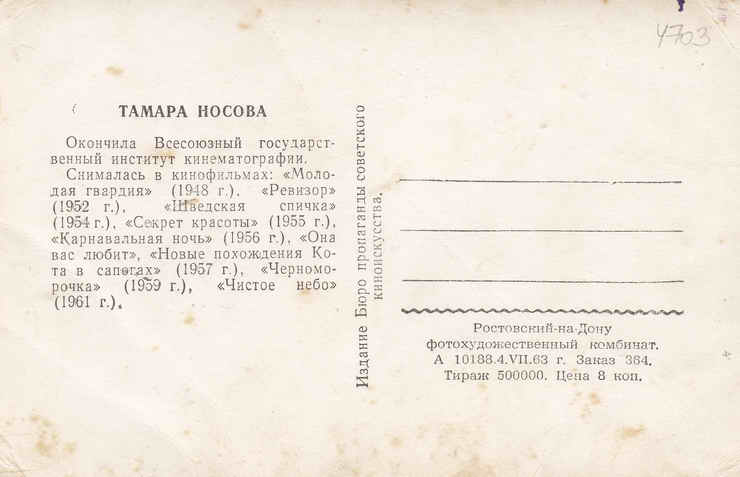 4703
ТАМАРА НОСОВА
Окончила Всесоюзный государст-
венный институт кинематографии.
Снималась в кинофильмах: «Моло-
дая гвардия» (1948 г.), «Ревизор»
(1952 г.), «Шведская спичка»
(1954 г.), «Секрет красоты» (1955 г.),
«Карнавальная ночь» (1956 г.), «Она
вас любит», «Новые похождения Ко-
та в сапогах» (1957 г.), «Черномо-
рочка» (1959 г.), «Чистое небо»
(1961 г.).
Издание Бюро пропаганды советского
киноискусства.
Ростовский-на-Дону
фотохудожественный комбинат.
А 10188.4.VII.63 г. Заказ 364.
Тираж 500000. Цена 8 коп.